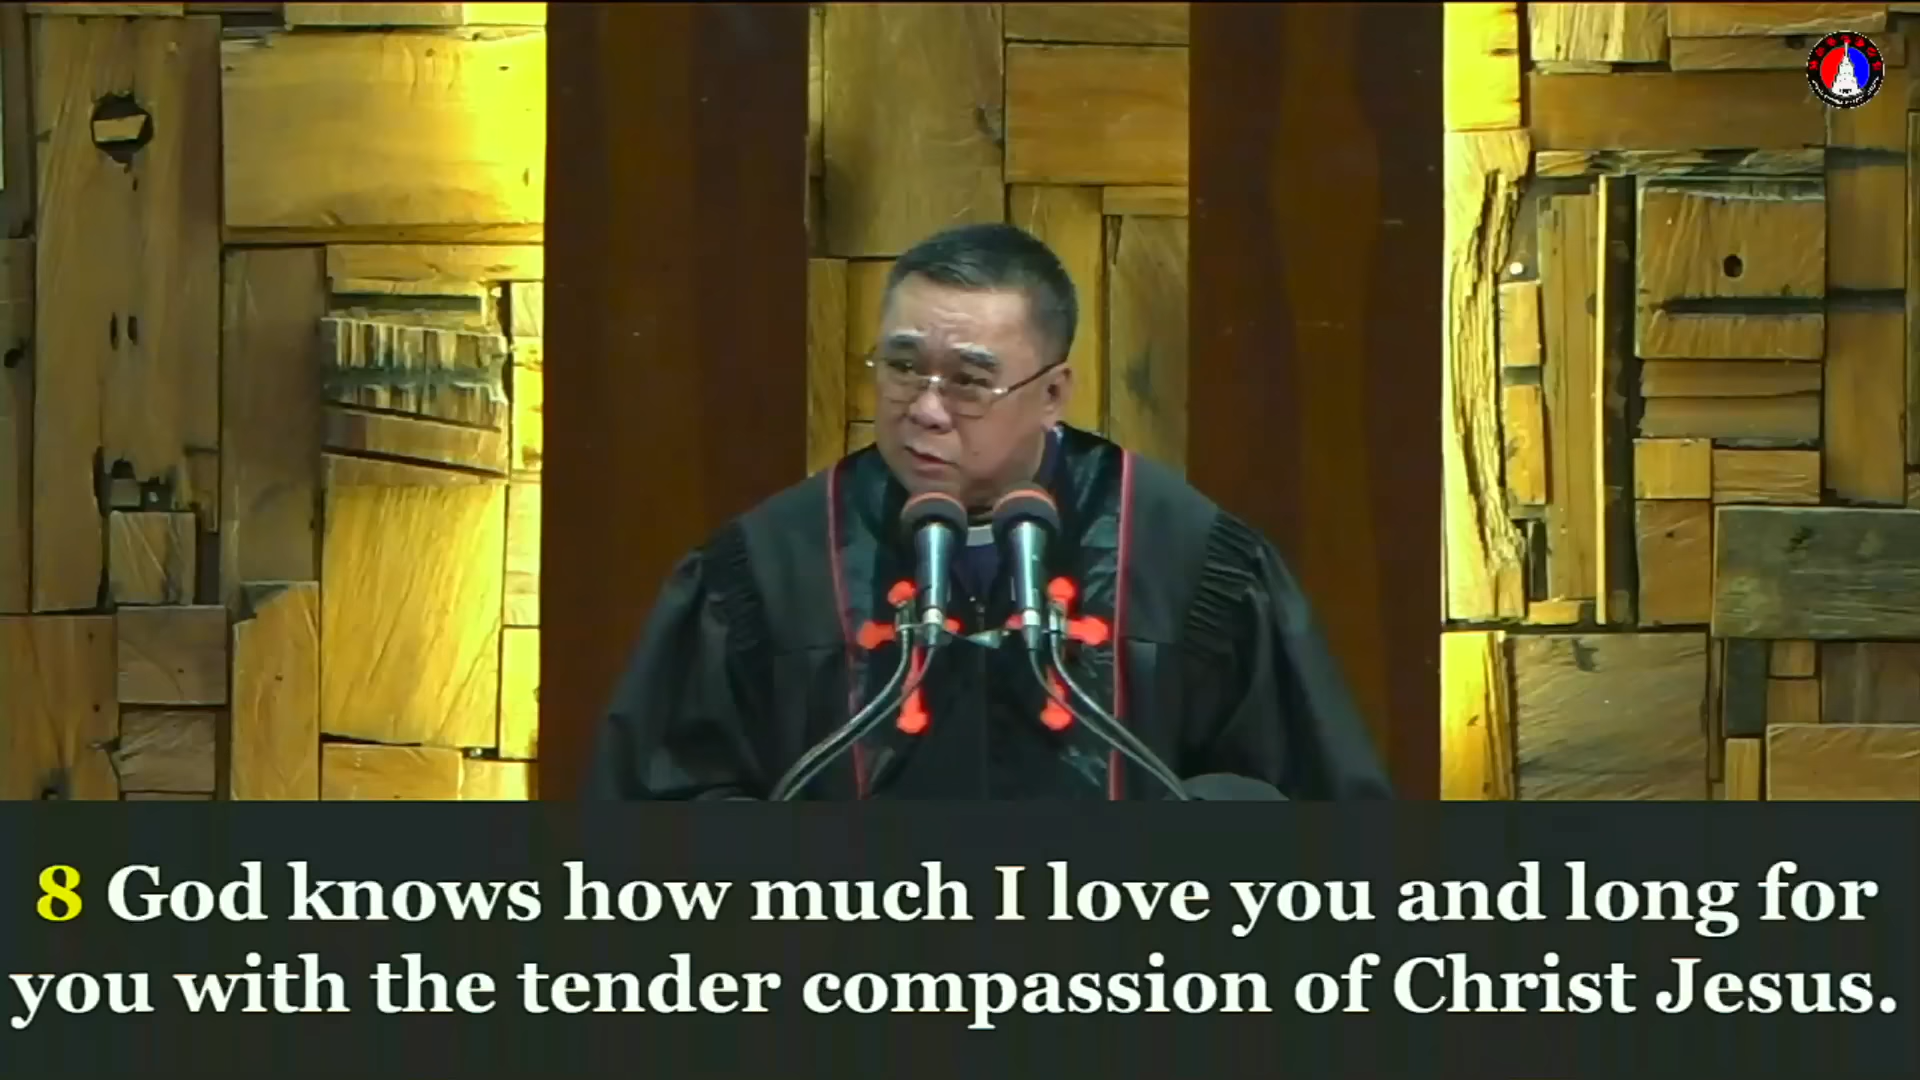 8 God knows how much I love you and long for
you with the tender compassion of Christ Jesus.